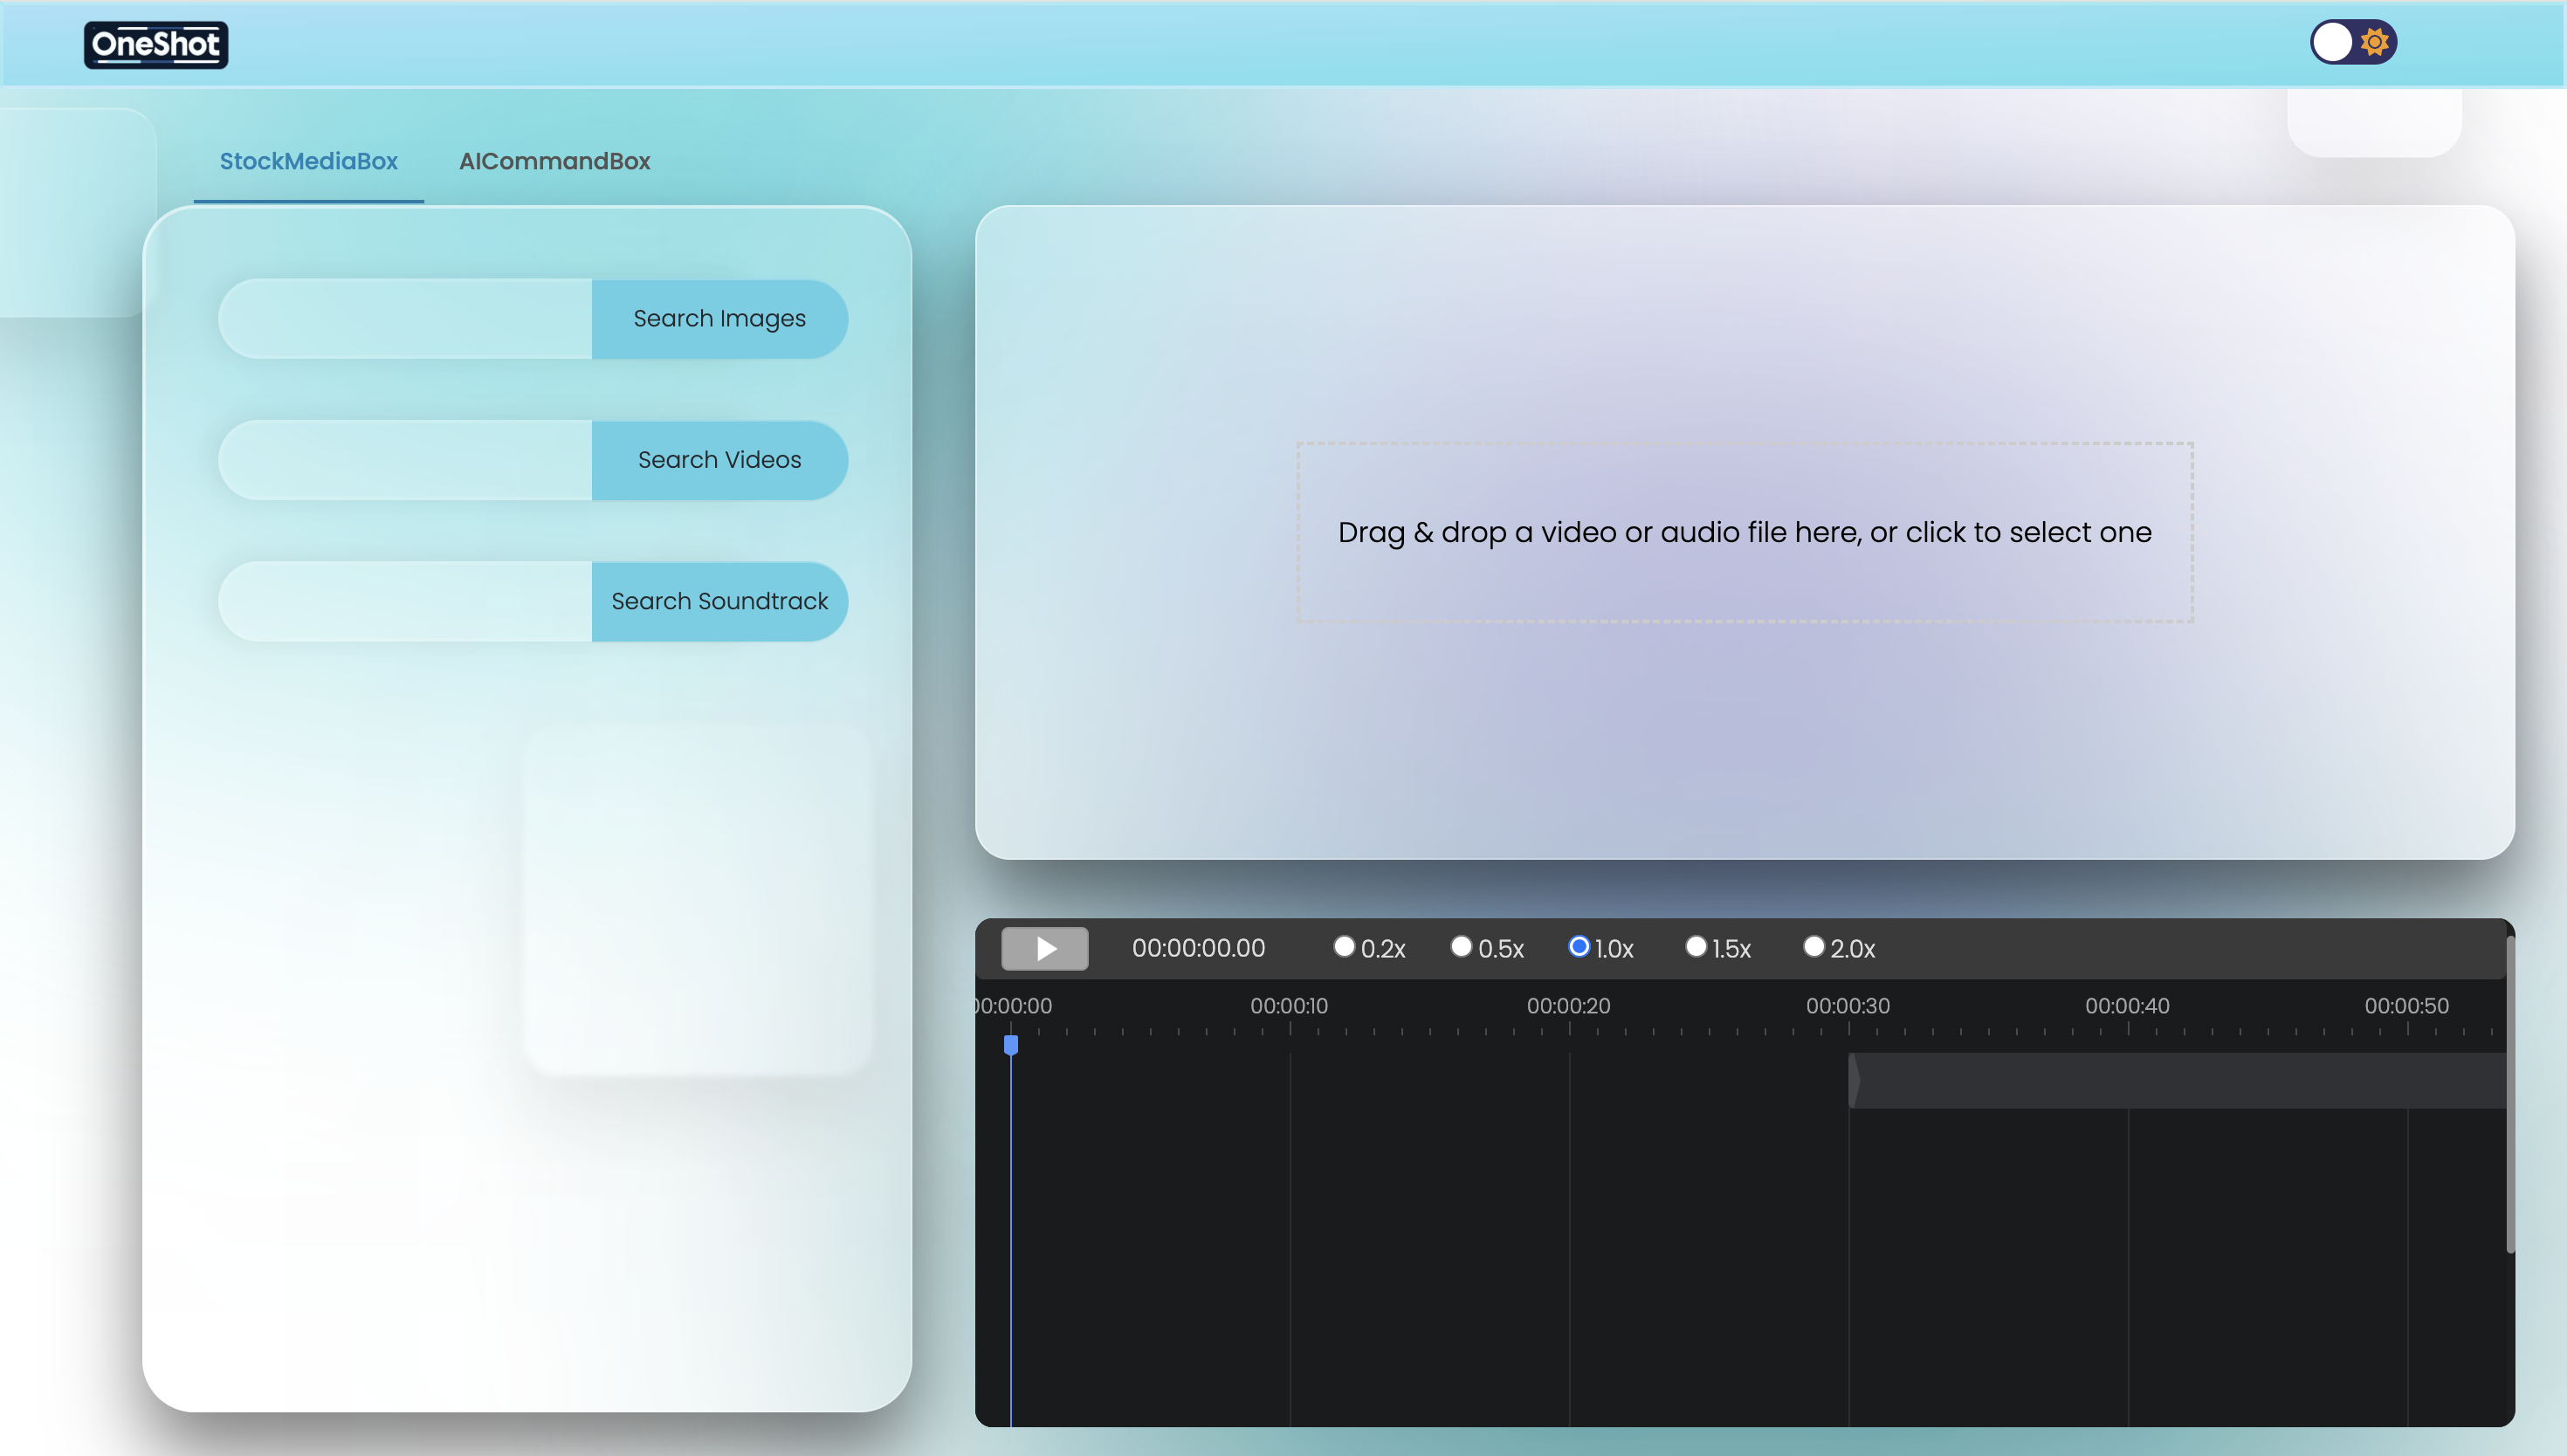 OneShot
StockMediaBox AICommandBox
Search Images
Search Videos
Search Soundtrack
Drag & drop a video or audio file here, or click to select one
00:00:00.00 0.2x 0.5x 1.0x 1.5x 2.0x
00:00:00 00:00:10 00:00:20 00:00:30 00:00:40 00:00:50